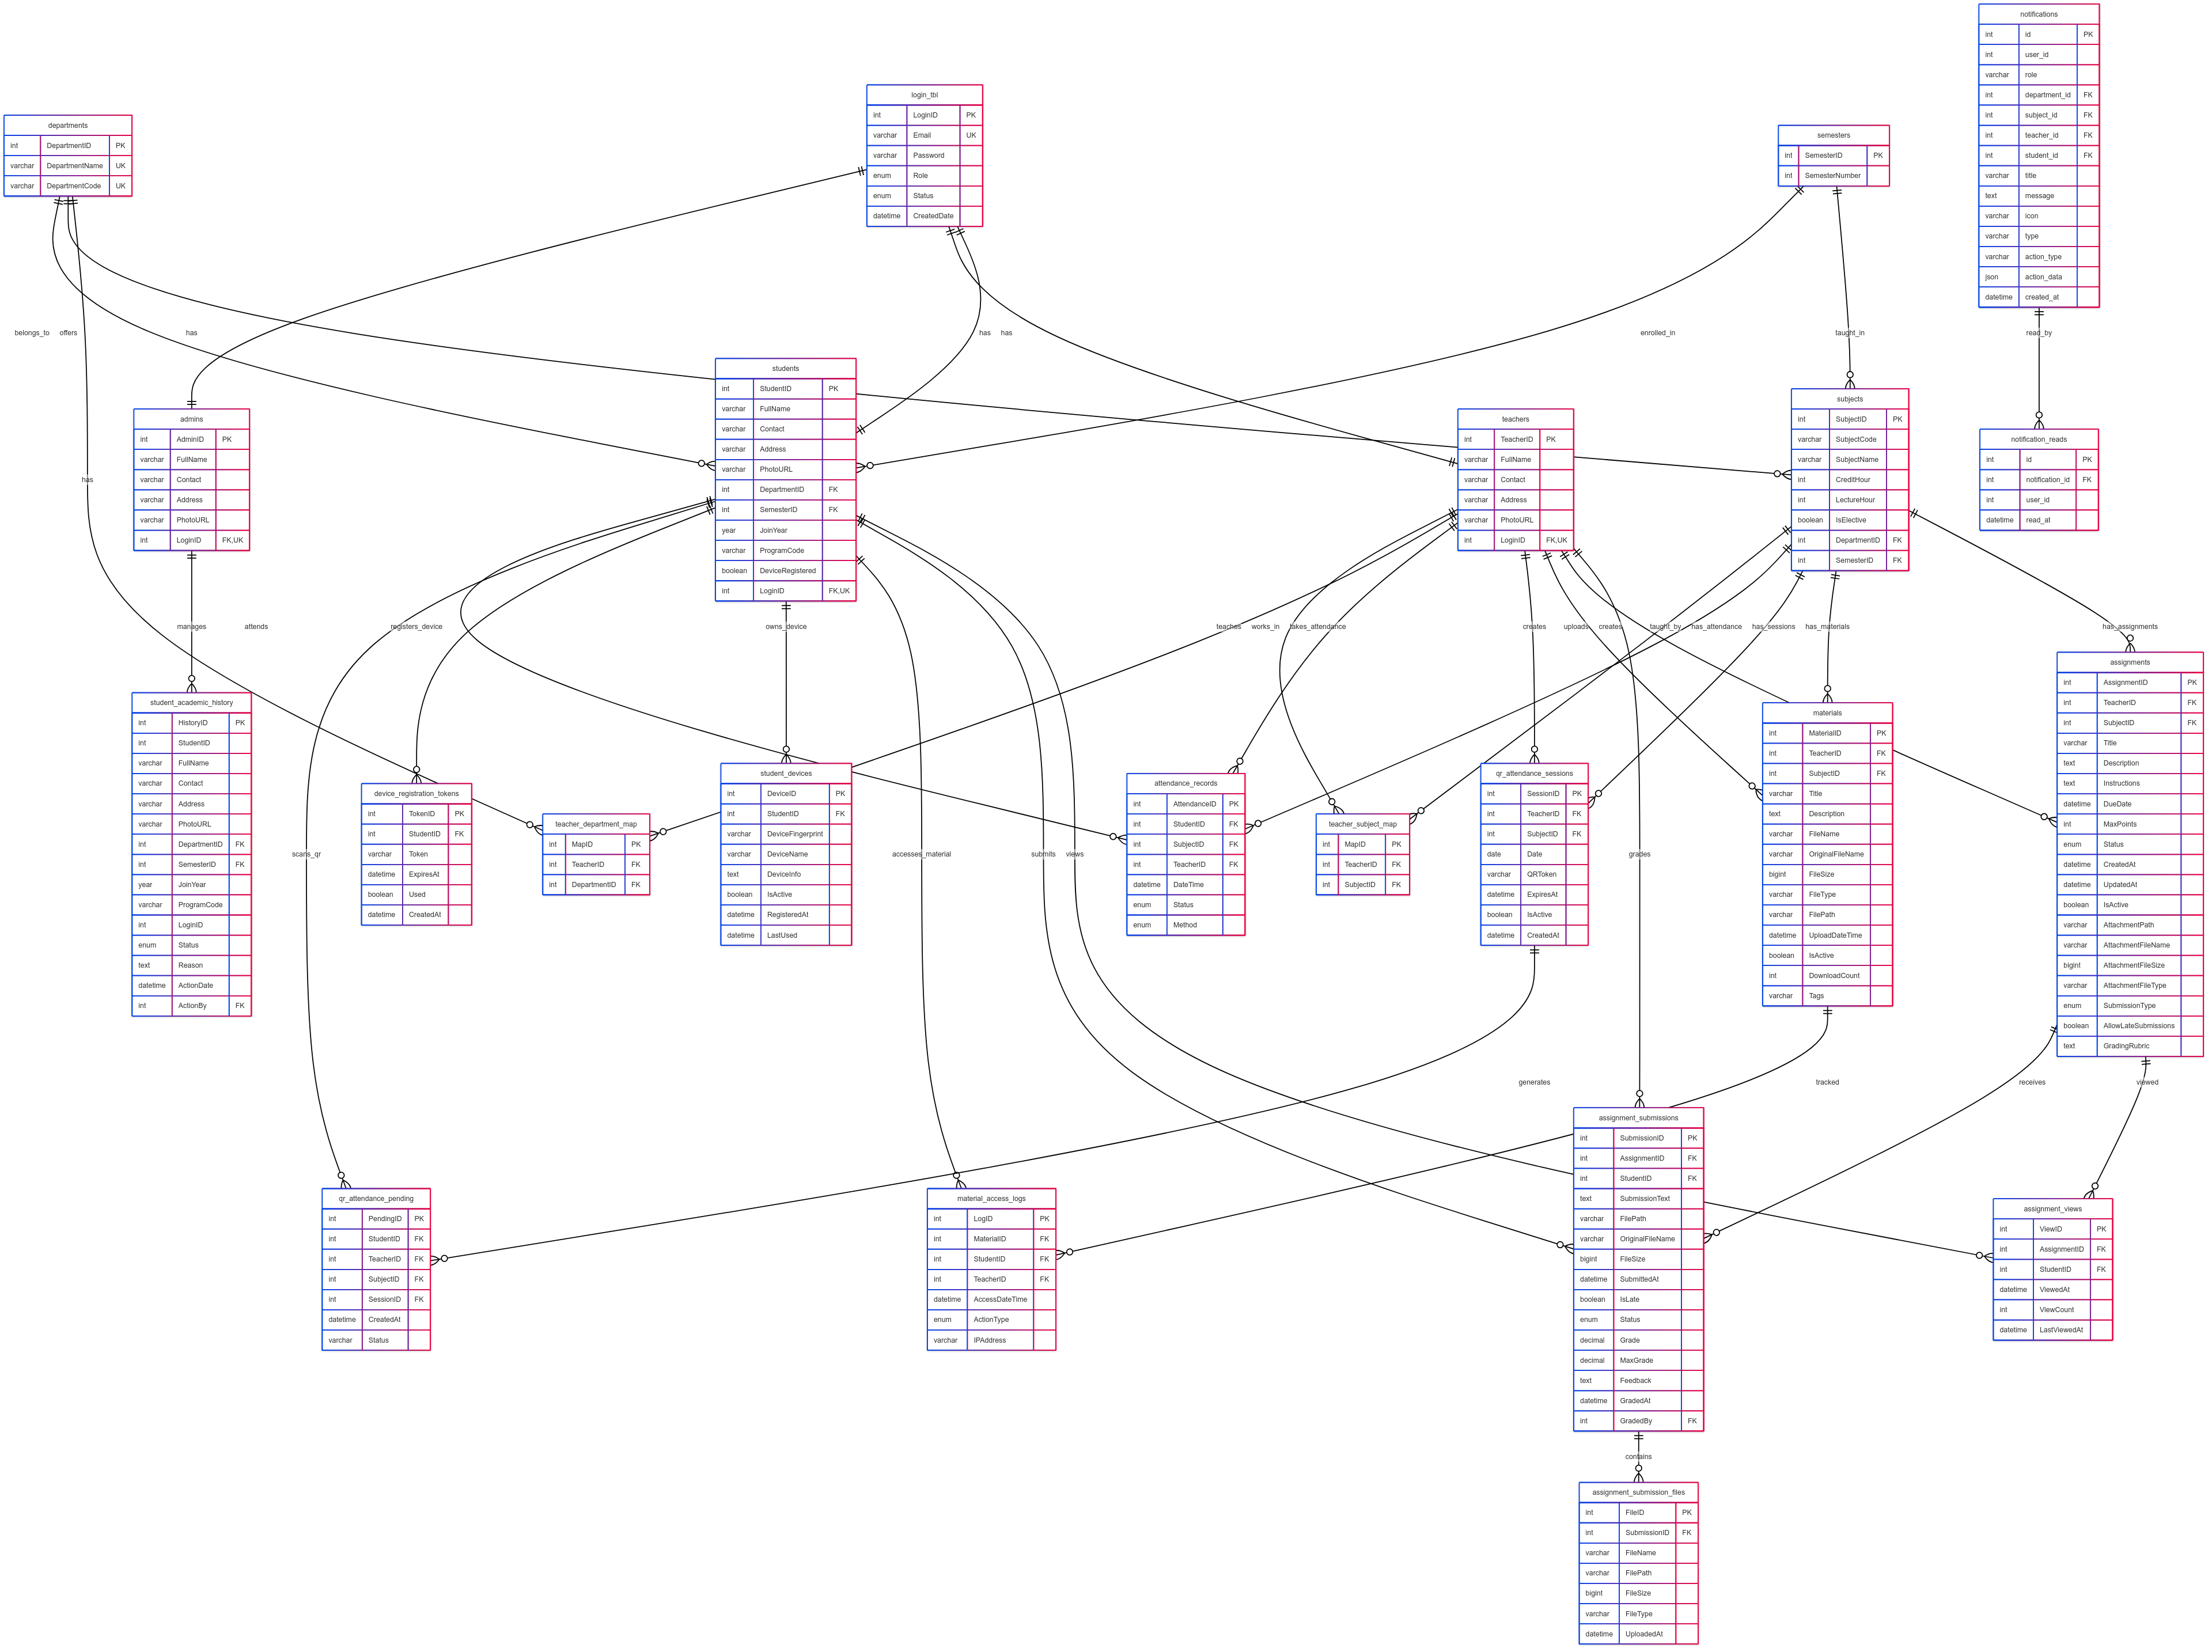 notifications
int id PK
int user_id
varchar role
int department_id FK
int subject_id FK
int teacher_id FK
int student_id FK
varchar title
text message
varchar icon
varchar type
varchar action_type
json action_data
datetime created_at
login_tbl
int LoginID PK
varchar Email UK
varchar Password
enum Role
enum Status
datetime CreatedDate
departments
int DepartmentID PK
varchar DepartmentName UK
varchar DepartmentCode UK
semesters
int SemesterID PK
int SemesterNumber
belongs_to offers has has has enrolled_in taught_in read_by
students
int StudentID PK
varchar FullName
varchar Contact
varchar Address
varchar PhotoURL
int DepartmentID FK
int SemesterID FK
year JoinYear
varchar ProgramCode
boolean DeviceRegistered
int LoginID FK,UK
admins
int AdminID PK
varchar FullName
varchar Contact
varchar Address
varchar PhotoURL
int LoginID FK,UK
has
teachers
int TeacherID PK
varchar FullName
varchar Contact
varchar Address
varchar PhotoURL
int LoginID FK,UK
subjects
int SubjectID PK
varchar SubjectCode
varchar SubjectName
int CreditHour
int LectureHour
boolean IsElective
int DepartmentID FK
int SemesterID FK
notification_reads
int id PK
int notification_id FK
int user_id
datetime read_at
manages attends registers_device owns_device teaches works_in takes_attendance creates uploads creates taught_by has_attendance has_sessions has_materials has_assignments
student_academic_history
int HistoryID PK
int StudentID
varchar FullName
varchar Contact
varchar Address
varchar PhotoURL
int DepartmentID FK
int SemesterID FK
year JoinYear
varchar ProgramCode
int LoginID
enum Status
text Reason
datetime ActionDate
int ActionBy FK
device_registration_tokens
int TokenID PK
int StudentID FK
varchar Token
datetime ExpiresAt
boolean Used
datetime CreatedAt
teacher_department_map
int MapID PK
int TeacherID FK
int DepartmentID FK
student_devices
int DeviceID PK
int StudentID FK
varchar DeviceFingerprint
varchar DeviceName
text DeviceInfo
boolean IsActive
datetime RegisteredAt
datetime LastUsed
attendance_records
int AttendanceID PK
int StudentID FK
int SubjectID FK
int TeacherID FK
datetime DateTime
enum Status
enum Method
teacher_subject_map
int MapID PK
int TeacherID FK
int SubjectID FK
qr_attendance_sessions
int SessionID PK
int TeacherID FK
int SubjectID FK
date Date
varchar QRToken
datetime ExpiresAt
boolean IsActive
datetime CreatedAt
materials
int MaterialID PK
int TeacherID FK
int SubjectID FK
varchar Title
text Description
varchar FileName
varchar OriginalFileName
bigint FileSize
varchar FileType
varchar FilePath
datetime UploadDateTime
boolean IsActive
int DownloadCount
varchar Tags
assignments
int AssignmentID PK
int TeacherID FK
int SubjectID FK
varchar Title
text Description
text Instructions
datetime DueDate
int MaxPoints
enum Status
datetime CreatedAt
datetime UpdatedAt
boolean IsActive
varchar AttachmentPath
varchar AttachmentFileName
bigint AttachmentFileSize
varchar AttachmentFileType
enum SubmissionType
boolean AllowLateSubmissions
text GradingRubric
scans_qr accesses_material submits views grades
generates tracked receives viewed
qr_attendance_pending
int PendingID PK
int StudentID FK
int TeacherID FK
int SubjectID FK
int SessionID FK
datetime CreatedAt
varchar Status
material_access_logs
int LogID PK
int MaterialID FK
int StudentID FK
int TeacherID FK
datetime AccessDateTime
enum ActionType
varchar IPAddress
assignment_submissions
int SubmissionID PK
int AssignmentID FK
int StudentID FK
text SubmissionText
varchar FilePath
varchar OriginalFileName
bigint FileSize
datetime SubmittedAt
boolean IsLate
enum Status
decimal Grade
decimal MaxGrade
text Feedback
datetime GradedAt
int GradedBy FK
assignment_views
int ViewID PK
int AssignmentID FK
int StudentID FK
datetime ViewedAt
int ViewCount
datetime LastViewedAt
contains
assignment_submission_files
int FileID PK
int SubmissionID FK
varchar FileName
varchar FilePath
bigint FileSize
varchar FileType
datetime UploadedAt